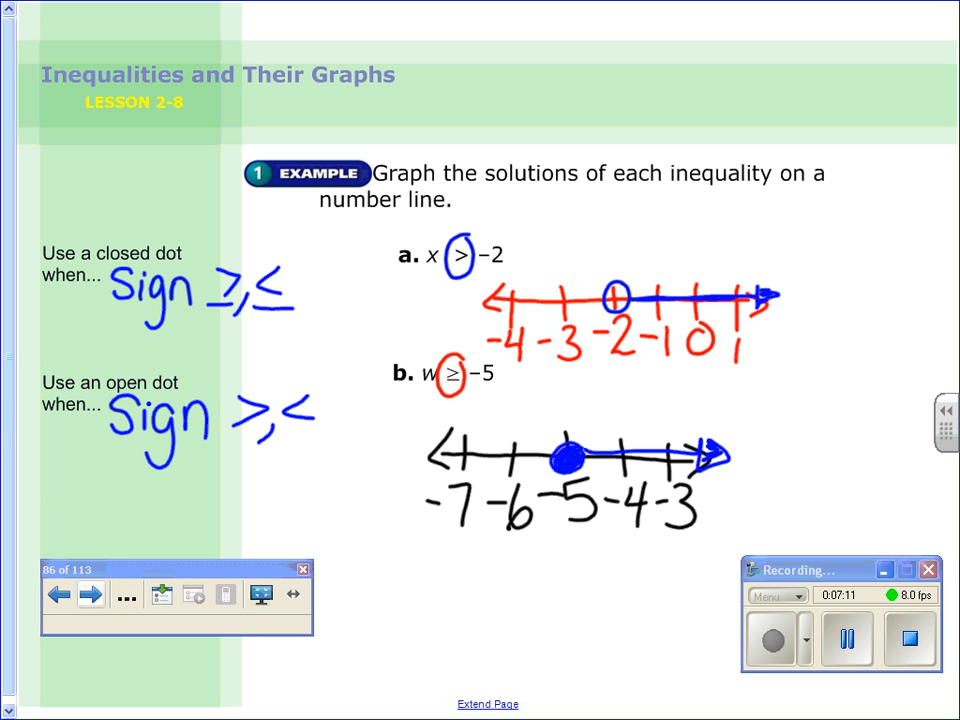 Inequalities and Their Graphs
LESSON 2-8
1 EXAMPLE Graph the solutions of each inequality on a
number line.
Use a closed dot
when... Sign ≥, ≤
a. x > –2
-4 -3 -2 -1 0 1
Use an open dot
when... Sign >, <
b. w ≥ –5
-7 -6 -5 -4 -3
86 of 113
...
Recording...
Menu 0:07:11 8.0 fps
Extend Page